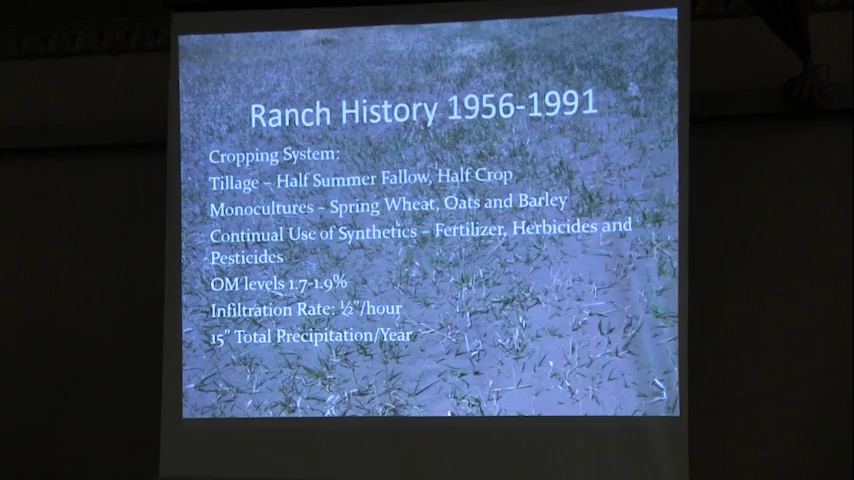 Ranch History 1956-1991
Cropping System:
Tillage – Half Summer Fallow, Half Crop
Monocultures – Spring Wheat, Oats and Barley
Continual Use of Synthetics – Fertilizer, Herbicides and
Pesticides
OM levels 1.7-1.9%
Infiltration Rate: ½"/hour
15" Total Precipitation/Year